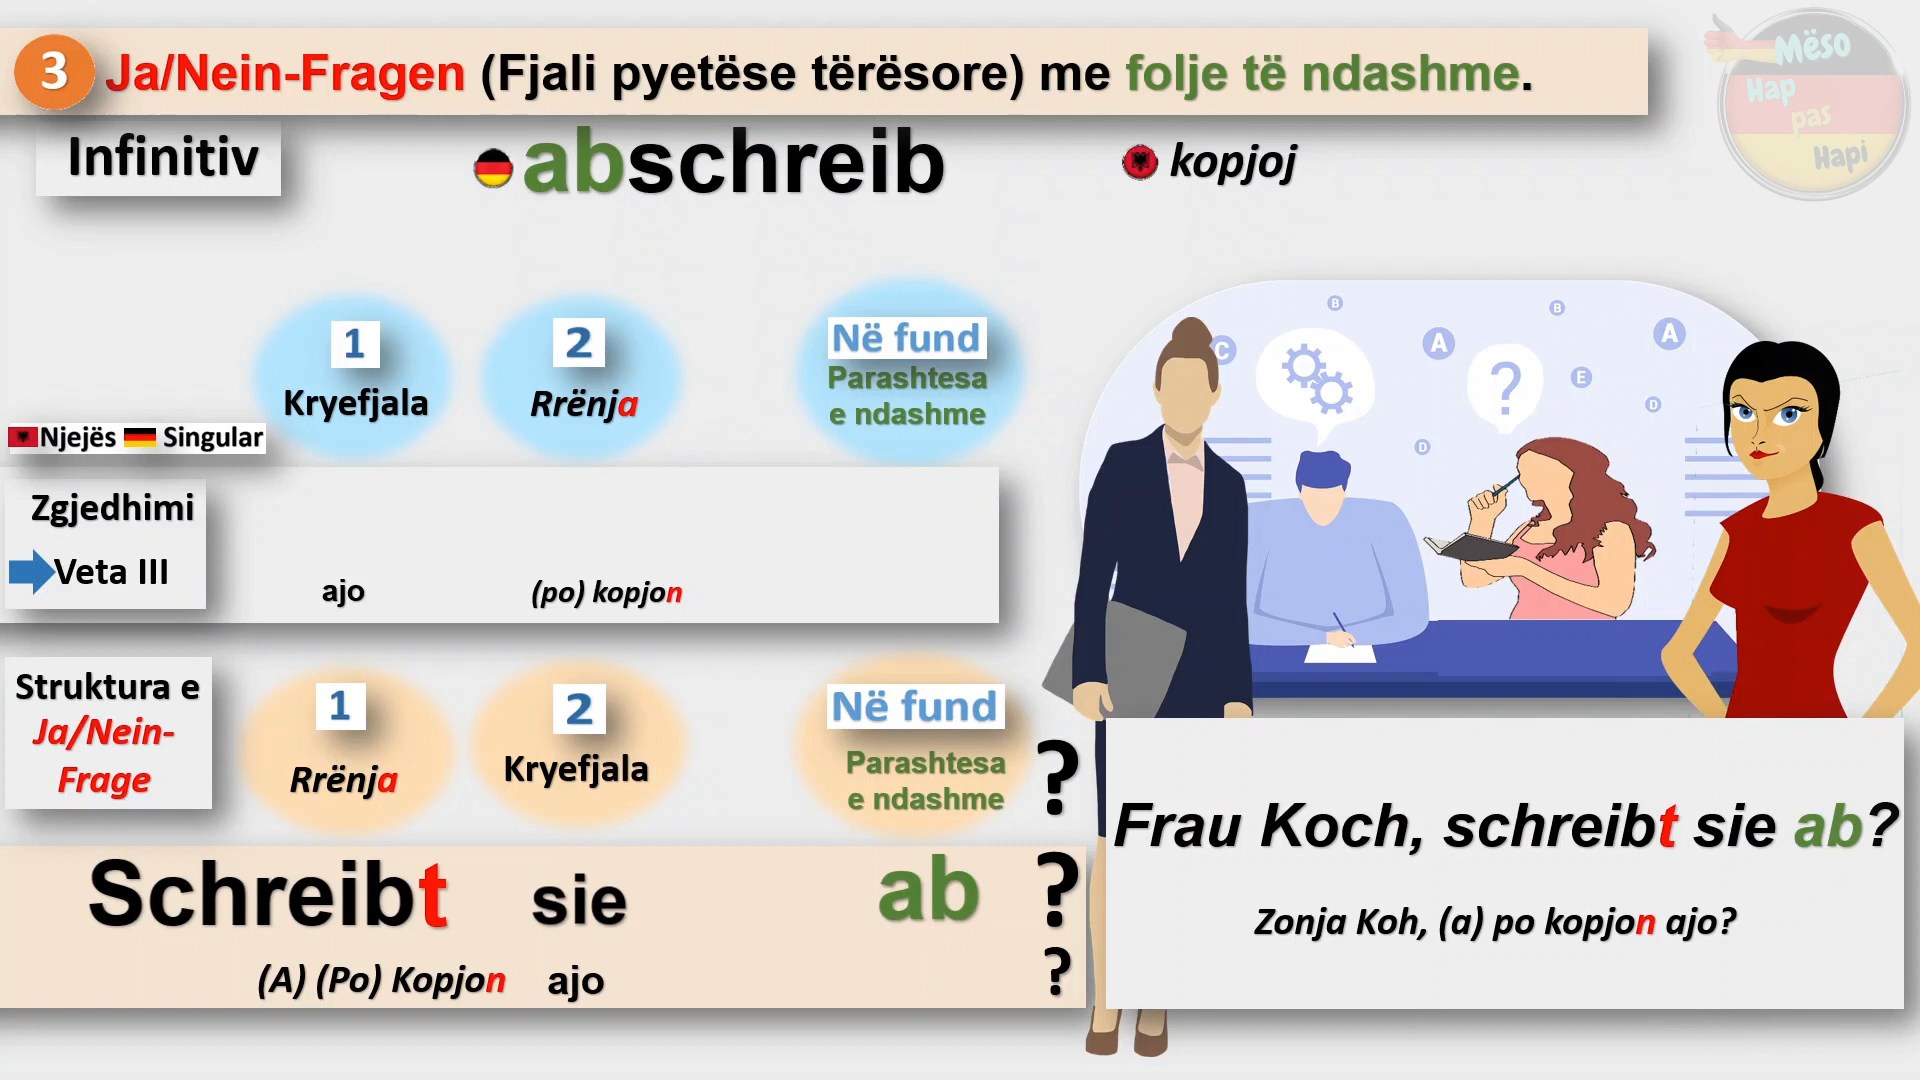 3 Ja/Nein-Fragen (Fjali pyetëse tërësore) me folje të ndashme.
Mëso
Hap
pas
Hapi
Infinitiv
abschreib
kopjoj
1
Kryefjala
2
Rrënja
Në fund
Parashtesa
e ndashme
Njejës Singular
Zgjedhimi
Veta III
ajo
(po) kopjon
Struktura e
Ja/Nein-
Frage
1
Rrënja
2
Kryefjala
Në fund
Parashtesa
e ndashme
?
Schreibt sie ab ?
(A) (Po) Kopjon ajo ?
B
B
C
A
A
?
E
D
D
Frau Koch, schreibt sie ab?
Zonja Koh, (a) po kopjon ajo?